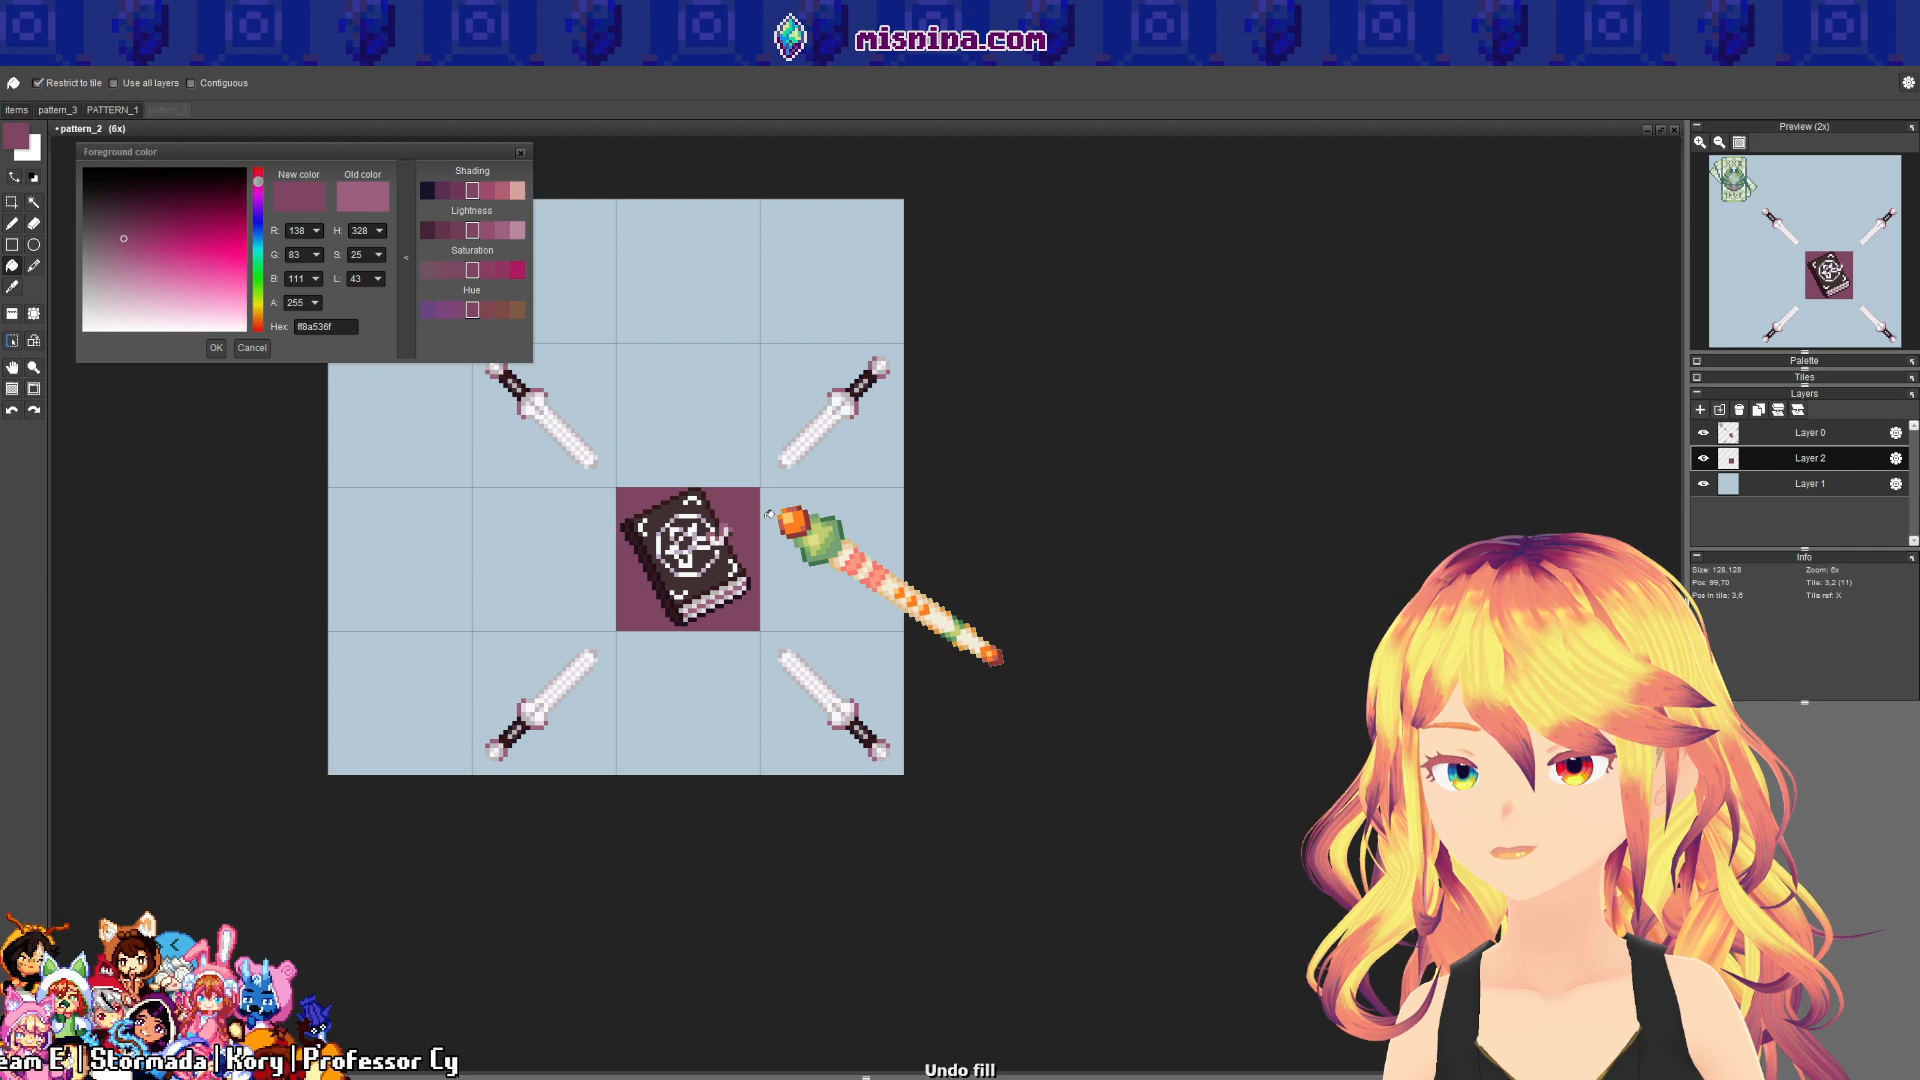 misnina.com
Restrict to tile Use all layers Contiguous
items pattern_3 PATTERN_1 pattern_2
•pattern_2 (6x)
Foreground color
New color Old color
R: 138 H: 328
G: 83 S: 25
B: 111 L: 43
A: 255
Hex: ff8a536f
OK Cancel
Shading
Lightness
Saturation
Hue
<
Preview (2x)
Palette
Tiles
Layers
Layer 0
Layer 2
Layer 1
Info
Size: 128,128 Zoom: 6x
Pos: 99,70 Tile: 3,2 (11)
Pos in tile: 3,6 Tile ref: X
eam E | Stormada | Kory | Professor Cy
Undo fill